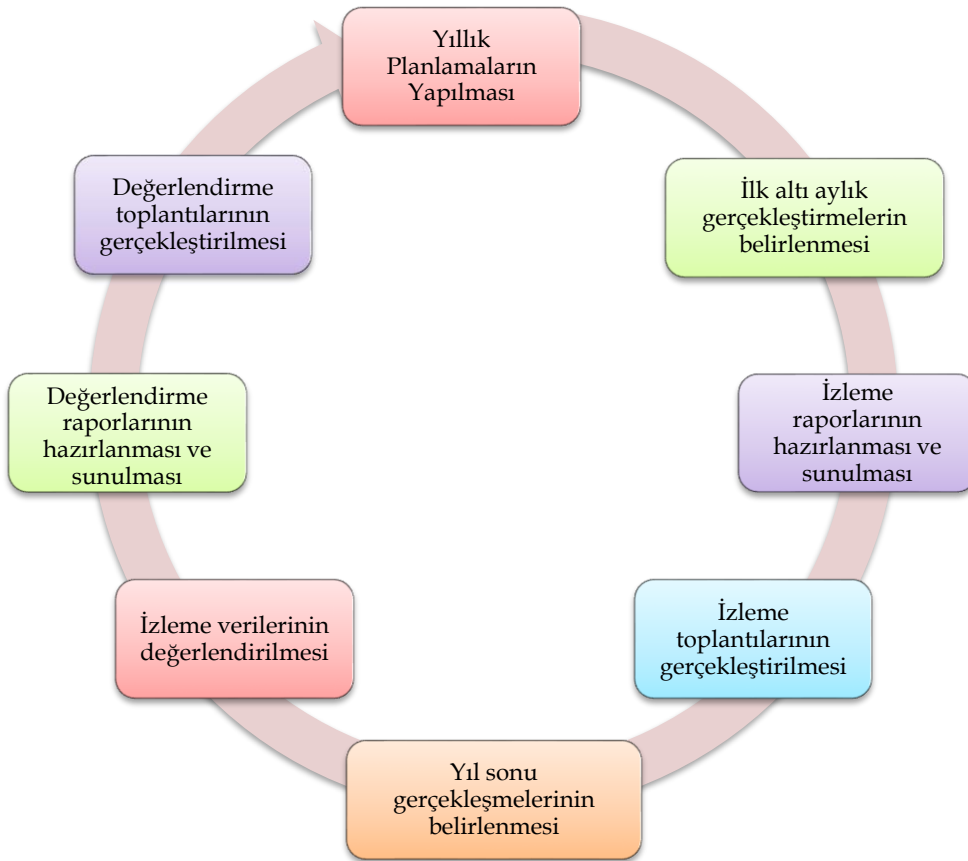 Yıllık
Planlamaların
Yapılması
İlk altı aylık
gerçekleştirmelerin
belirlenmesi
İzleme
raporlarının
hazırlanması ve
sunulması
İzleme
toplantılarının
gerçekleştirilmesi
Yıl sonu
gerçekleşmelerinin
belirlenmesi
İzleme verilerinin
değerlendirilmesi
Değerlendirme
raporlarının
hazırlanması ve
sunulması
Değerlendirme
toplantılarının
gerçekleştirilmesi